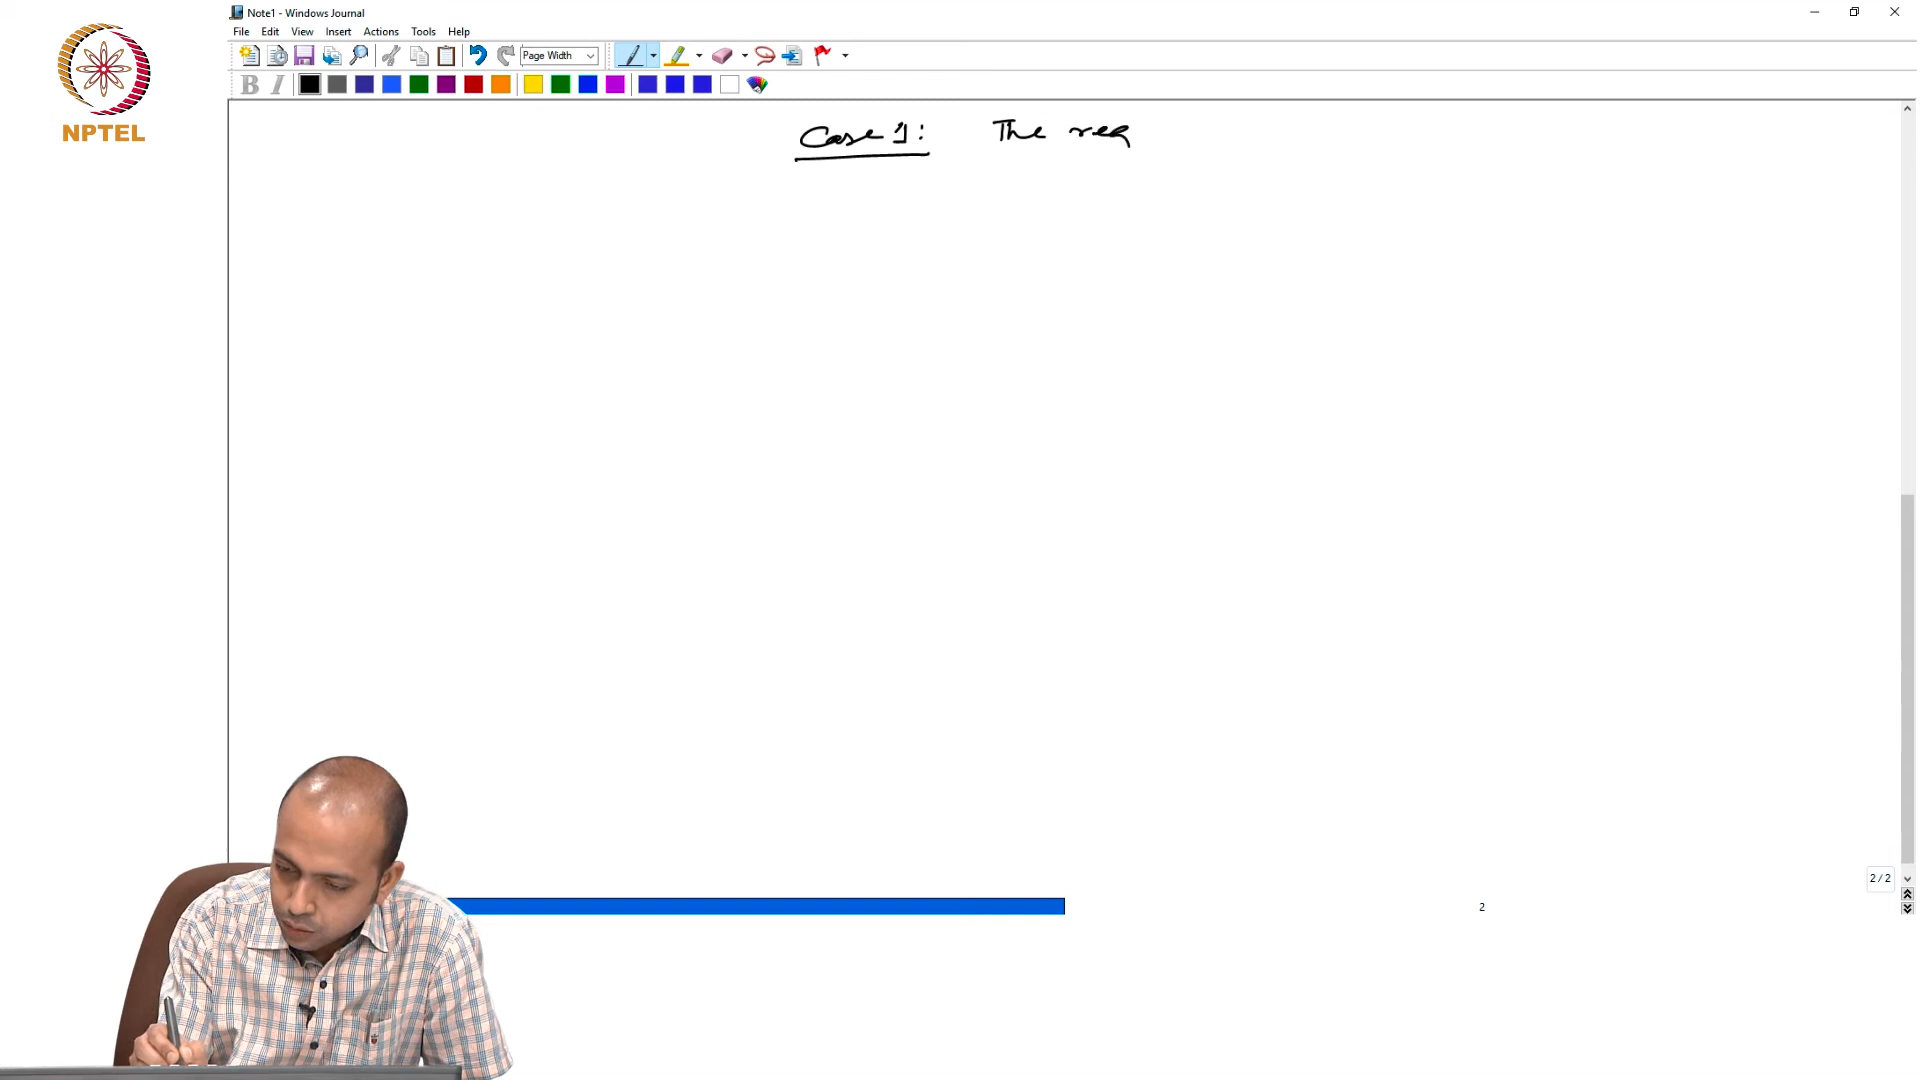 Note1 - Windows Journal
File Edit View Insert Actions Tools Help
Page Width
B I
NPTEL
Case 1: The req
2 / 2
2